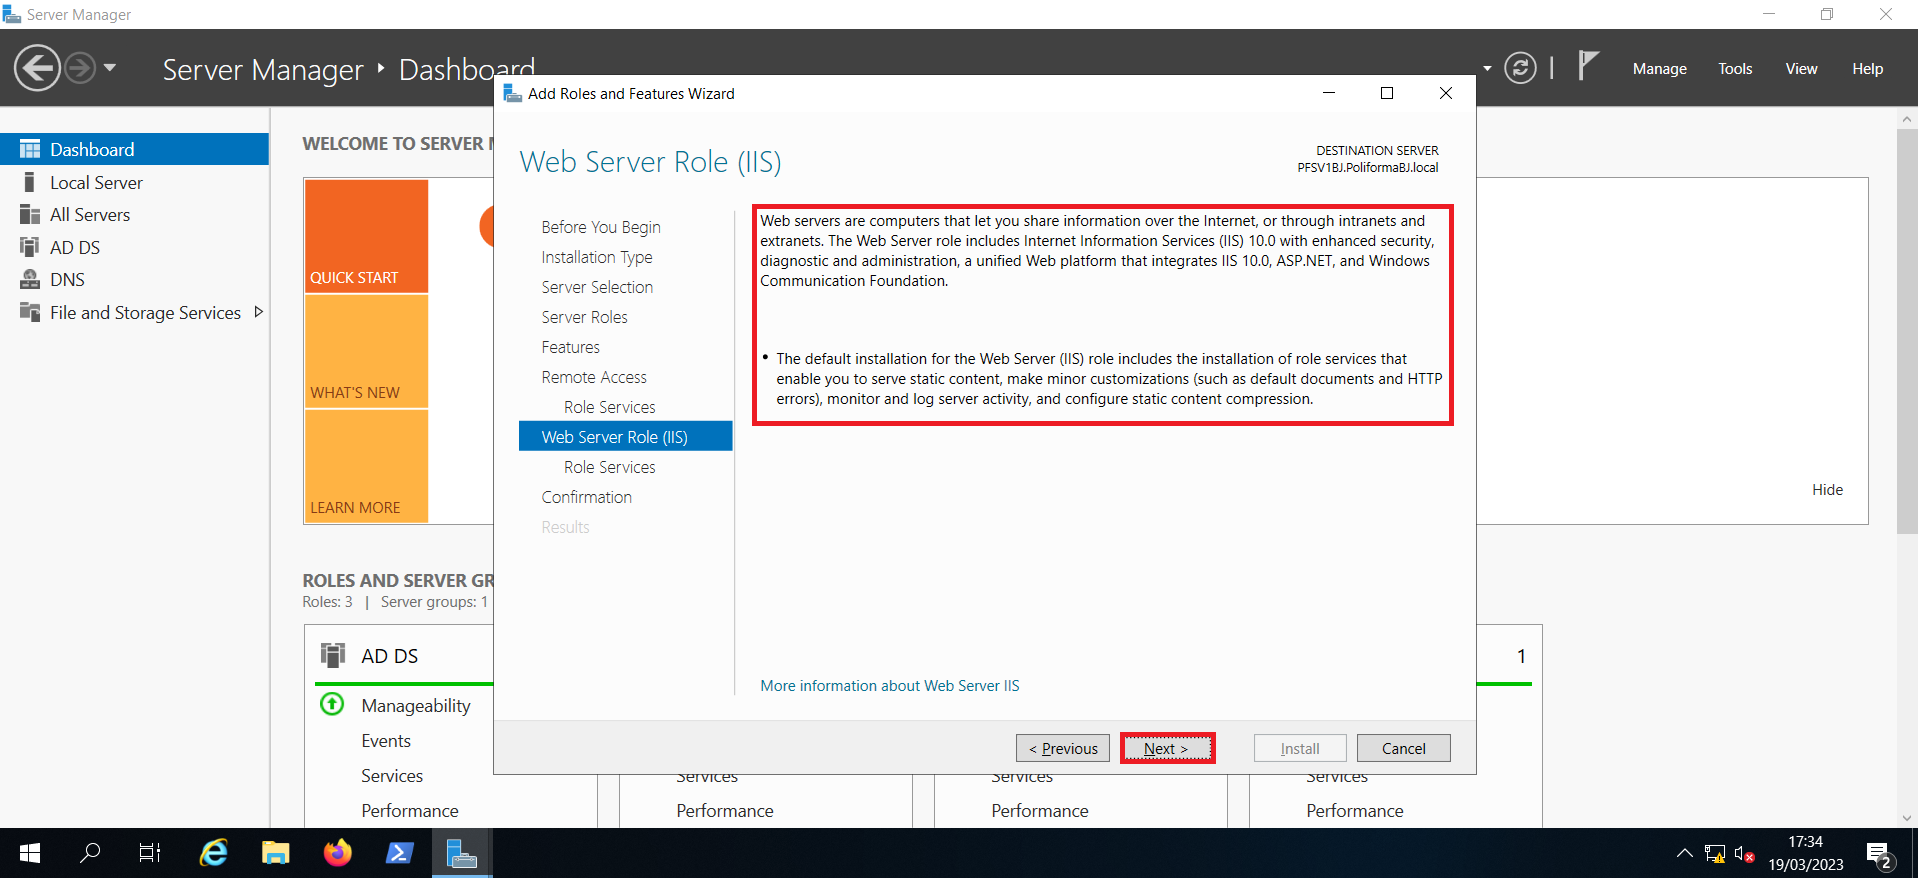 Server Manager
Server Manager
Dashboard
Manage
Tools
View
Help
Dashboard
Local Server
All Servers
AD DS
DNS
File and Storage Services
WELCOME TO SERVER M
QUICK START
WHAT'S NEW
LEARN MORE
Hide
ROLES AND SERVER GR
Roles: 3 | Server groups: 1
AD DS
1
Manageability
Events
Services
Performance
Services
Performance
Services
Performance
Services
Performance
Add Roles and Features Wizard
Web Server Role (IIS)
DESTINATION SERVER
PFSV1BJ.PoliformaBJ.local
Before You Begin
Installation Type
Server Selection
Server Roles
Features
Remote Access
Role Services
Web Server Role (IIS)
Role Services
Confirmation
Results
Web servers are computers that let you share information over the Internet, or through intranets and
extranets. The Web Server role includes Internet Information Services (IIS) 10.0 with enhanced security,
diagnostic and administration, a unified Web platform that integrates IIS 10.0, ASP.NET, and Windows
Communication Foundation.
• The default installation for the Web Server (IIS) role includes the installation of role services that
enable you to serve static content, make minor customizations (such as default documents and HTTP
errors), monitor and log server activity, and configure static content compression.
More information about Web Server IIS
< Previous
Next >
Install
Cancel
17:34
19/03/2023
2